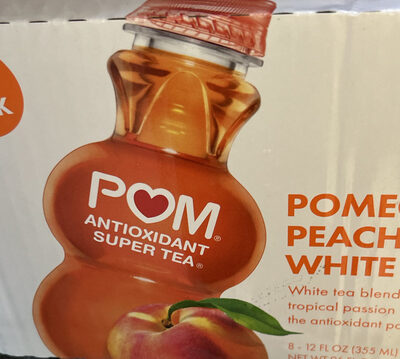 K
POM®
ANTIOXIDANT
SUPER TEA®
POME
PEACH
WHITE
White tea blend
tropical passion
the antioxidant po
8 - 12 FL OZ (355 ML)